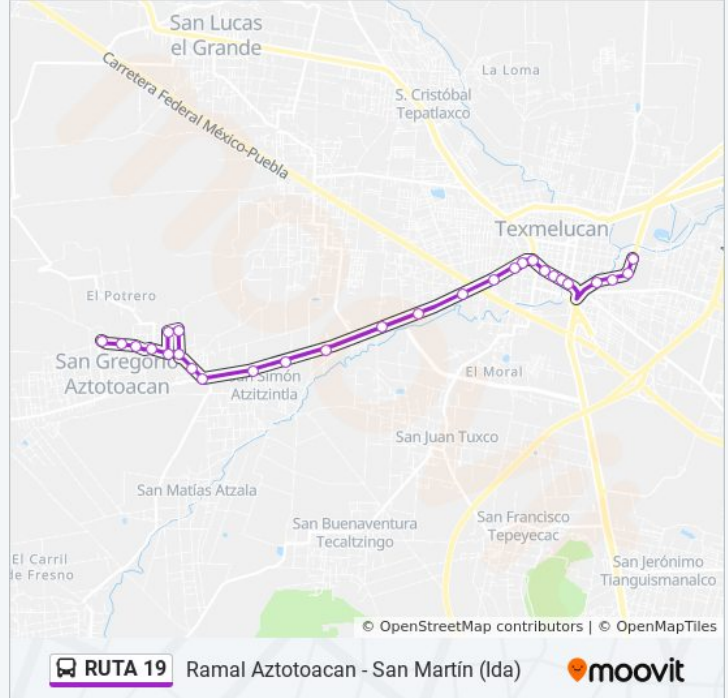 San Lucas
el Grande
La Loma
Carretera Federal México-Puebla
S. Cristóbal
Tepatlaxco
Texmelucan
El Potrero
San Gregorio
Aztotoacan
San Simón
Atzitzintla
El Moral
San Juan Tuxco
San Matías Atzala
San Buenaventura
Tecaltzingo
San Francisco
Tepeyecac
El Carril
de Fresno
San Jerónimo
Tianguismanalco
moovit
© OpenStreetMap contributors | © OpenMapTiles
RUTA 19 Ramal Aztotoacan - San Martín (Ida) moovit